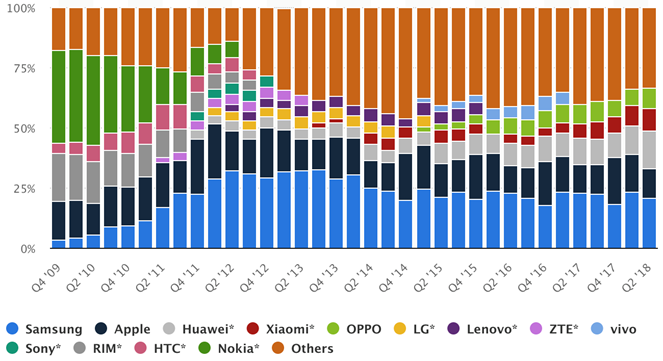 100%
75%
50%
25%
0%
Q4 '09
Q2 '10
Q4 '10
Q2 '11
Q4 '11
Q2 '12
Q4 '12
Q2 '13
Q4 '13
Q2 '14
Q4 '14
Q2 '15
Q4 '15
Q2 '16
Q4 '16
Q2 '17
Q4 '17
Q2 '18
Samsung Apple Huawei* Xiaomi* OPPO LG* Lenovo* ZTE* vivo
Sony* RIM* HTC* Nokia* Others